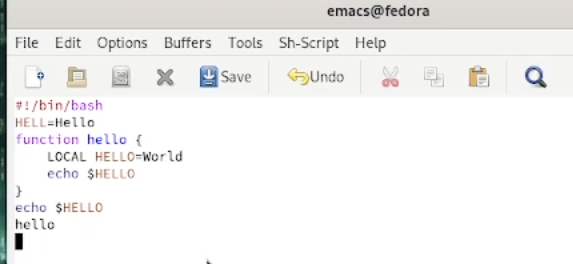 emacs@fedora
File Edit Options Buffers Tools Sh-Script Help
Save Undo
#!/bin/bash
HELL=Hello
function hello {
    LOCAL HELLO=World
    echo $HELLO
}
echo $HELLO
hello